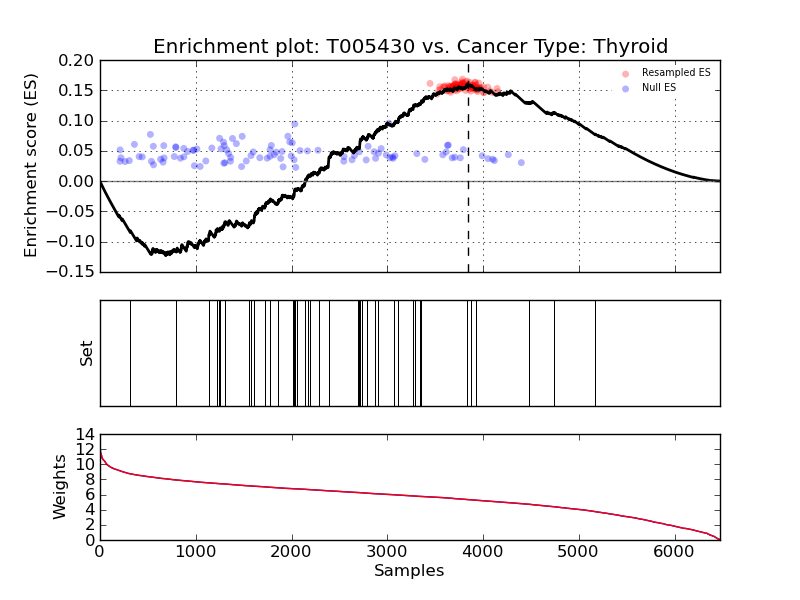 Enrichment plot: T005430 vs. Cancer Type: Thyroid
Enrichment score (ES)
0.20
0.15
0.10
0.05
0.00
−0.05
−0.10
−0.15
Resampled ES
Null ES
Set
Weights
14
12
10
8
6
4
2
0
0 1000 2000 3000 4000 5000 6000
Samples